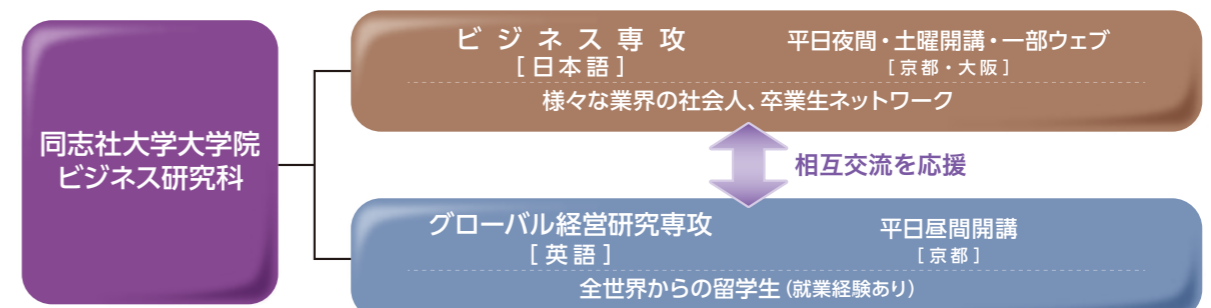 同志社大学大学院
ビジネス研究科
ビジネス専攻
［日本語］
平日夜間・土曜開講・一部ウェブ
［京都・大阪］
様々な業界の社会人、卒業生ネットワーク
相互交流を応援
グローバル経営研究専攻
［英語］
平日昼間開講
［京都］
全世界からの留学生（就業経験あり）